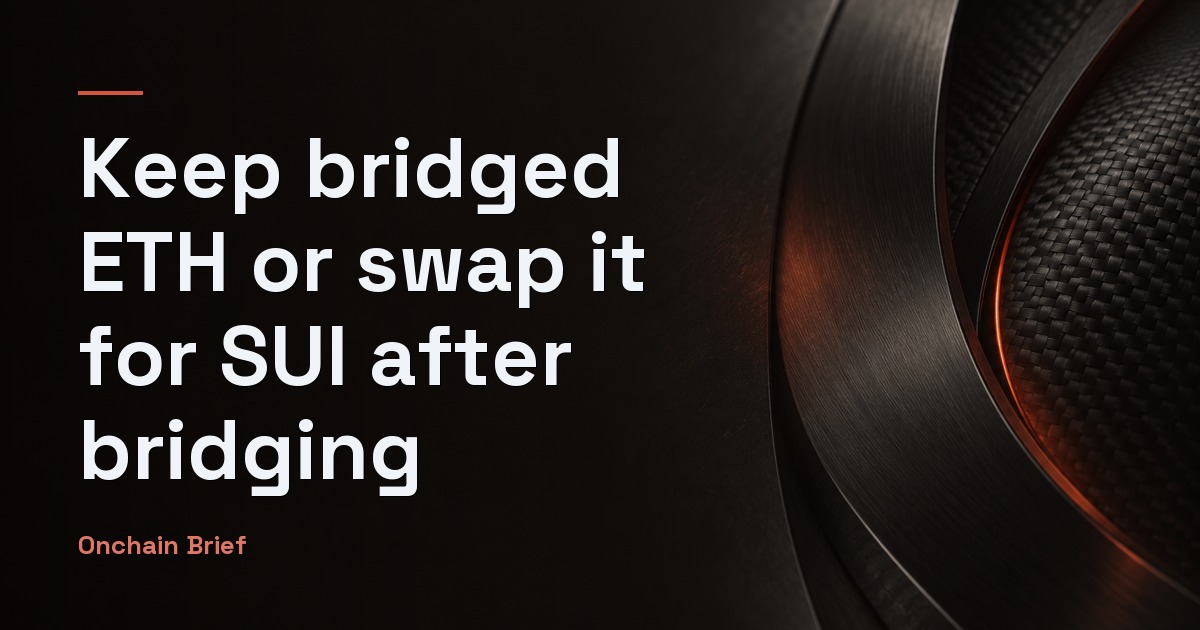 Keep bridged
ETH or swap it
for SUI after
bridging
Onchain Brief